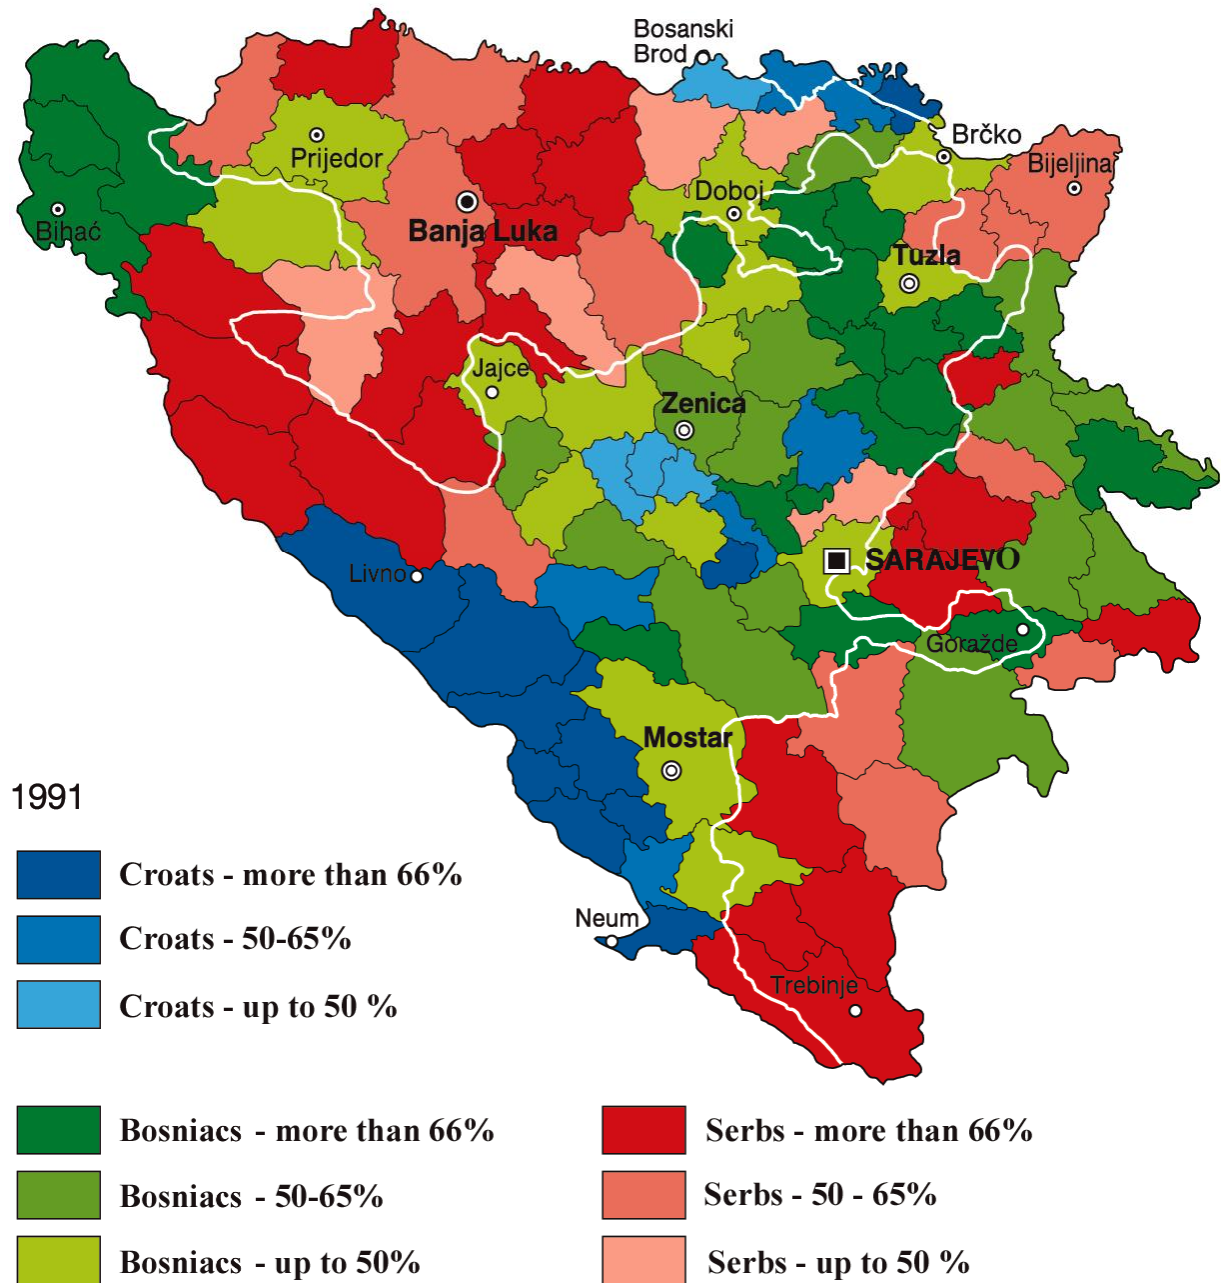 Bosanski
Brod
Brčko
Prijedor
Bijeljina
Doboj
Bihać
Banja Luka
Tuzla
Jajce
Zenica
SARAJEVO
Livno
Goražde
Mostar
Neum
Trebinje
1991
Croats - more than 66%
Croats - 50-65%
Croats - up to 50 %
Bosniacs - more than 66%
Bosniacs - 50-65%
Bosniacs - up to 50%
Serbs - more than 66%
Serbs - 50 - 65%
Serbs - up to 50 %